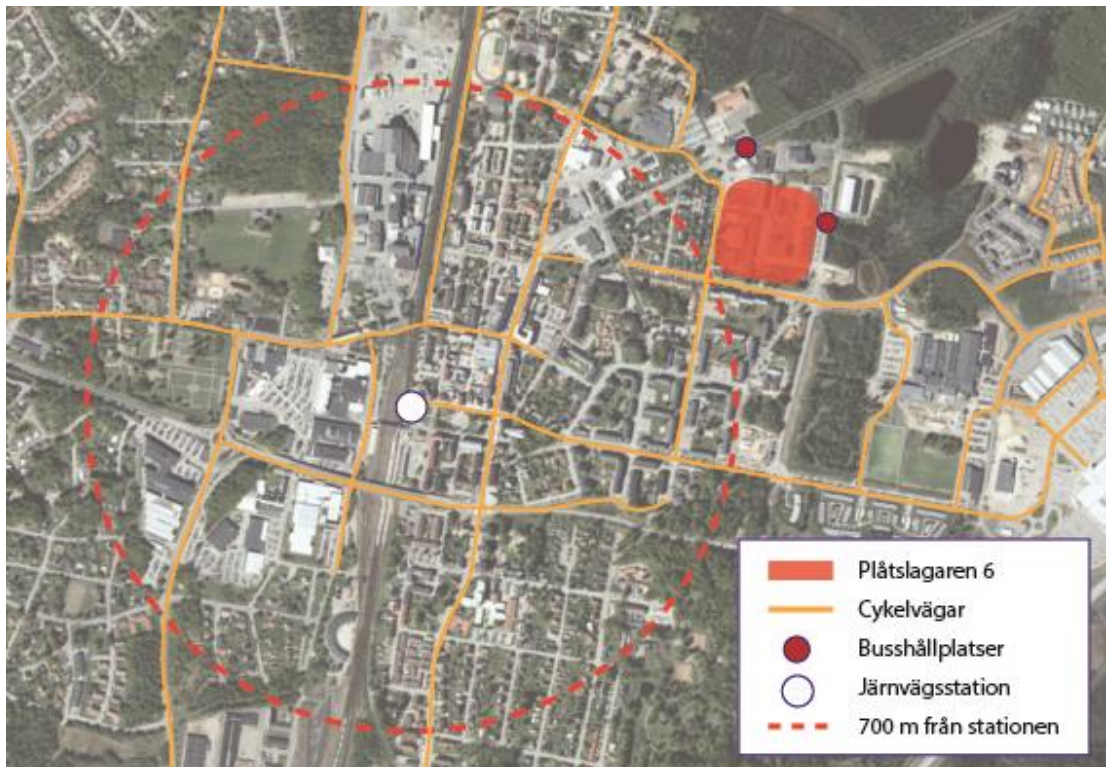 Plåtslagaren 6
Cykelvägar
Busshållplatser
Järnvägsstation
700 m från stationen